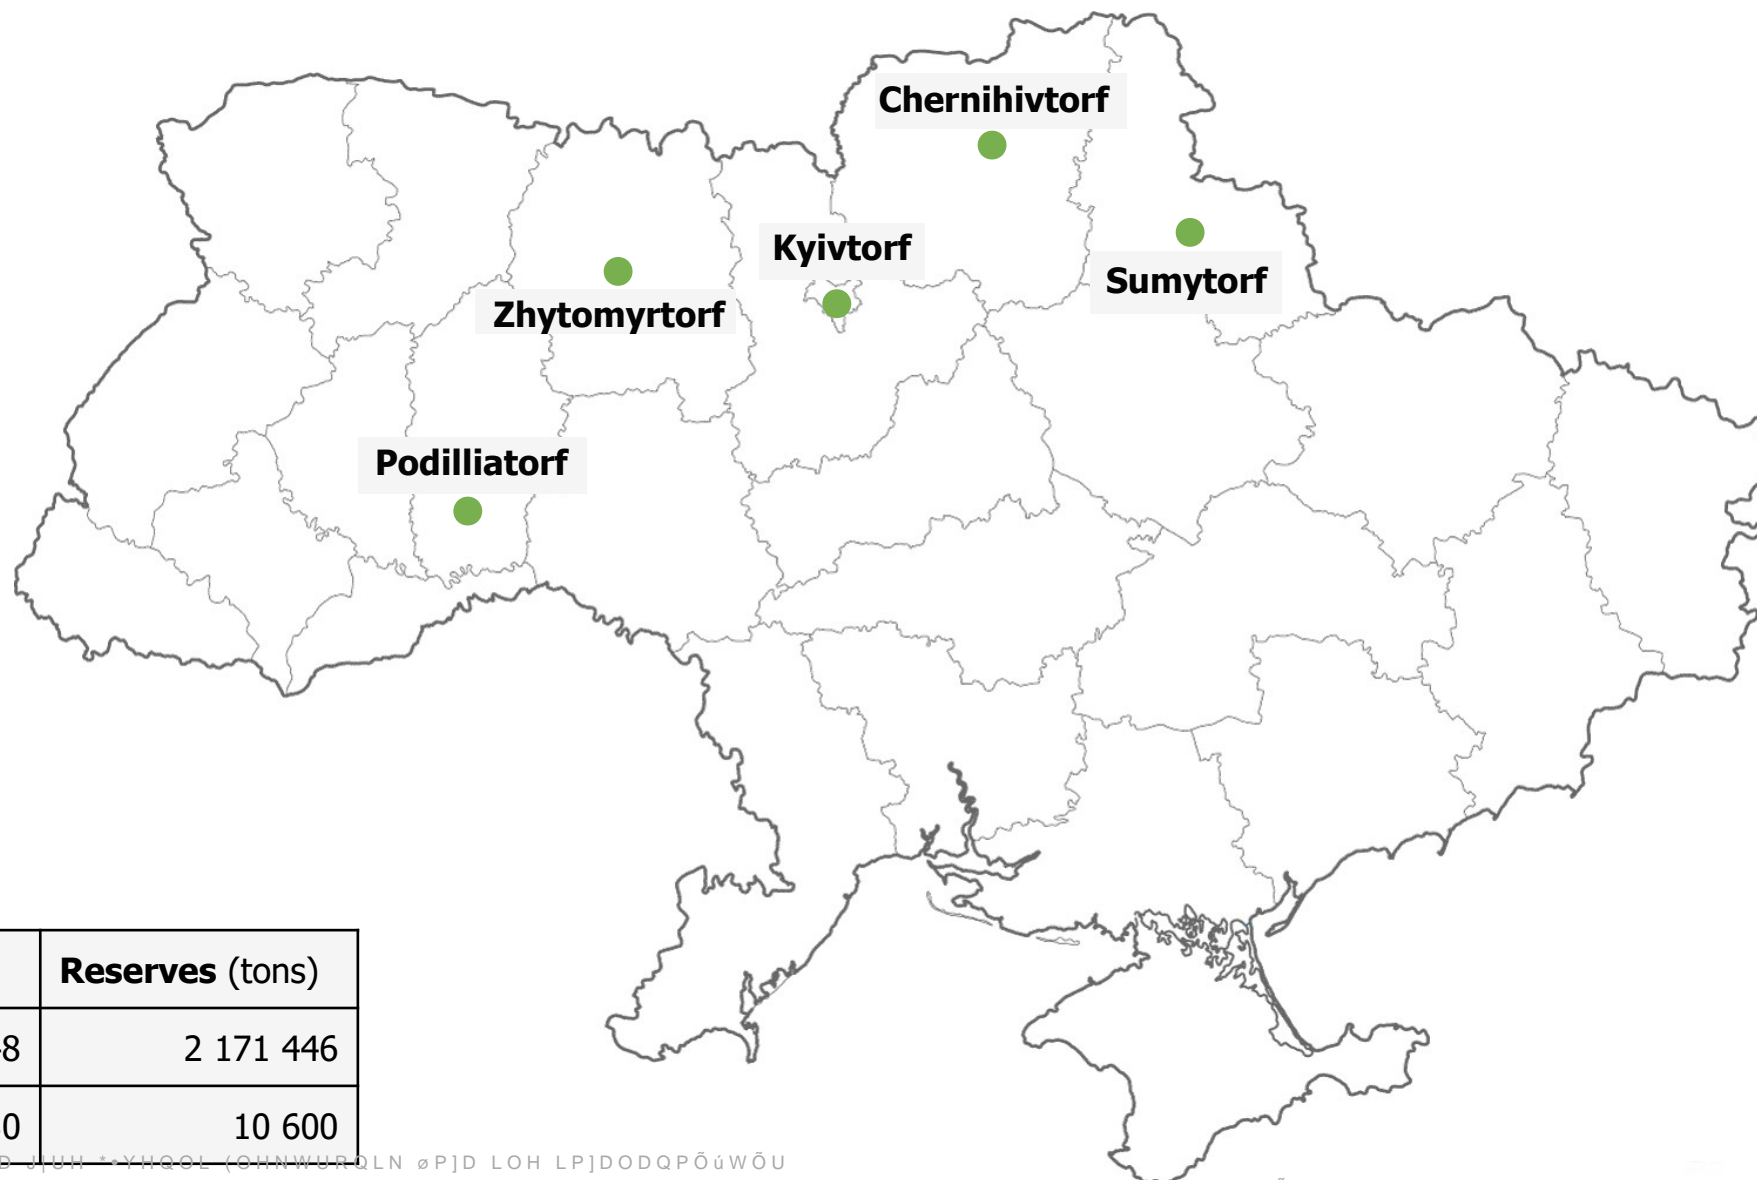 Chernihivtorf
Kyivtorf
Sumytorf
Zhytomyrtorf
Podilliatorf
Reserves (tons)
8 2 171 446
0 10 600